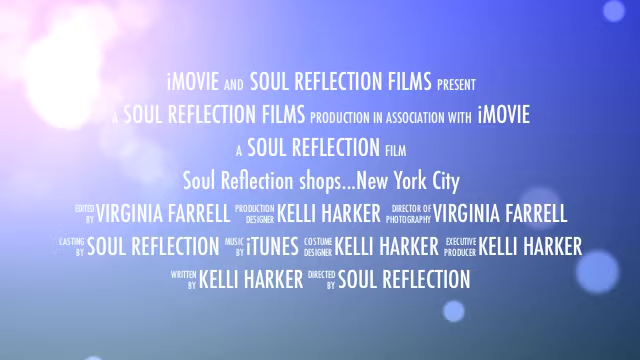 iMOVIE AND SOUL REFLECTION FILMS PRESENT
A SOUL REFLECTION FILMS PRODUCTION IN ASSOCIATION WITH iMOVIE
A SOUL REFLECTION FILM
Soul Reflection shops...New York City
EDITED BY VIRGINIA FARRELL PRODUCTION DESIGNER KELLI HARKER DIRECTOR OF PHOTOGRAPHY VIRGINIA FARRELL
CASTING BY SOUL REFLECTION MUSIC BY iTUNES COSTUME DESIGNER KELLI HARKER EXECUTIVE PRODUCER KELLI HARKER
WRITTEN BY KELLI HARKER DIRECTED BY SOUL REFLECTION